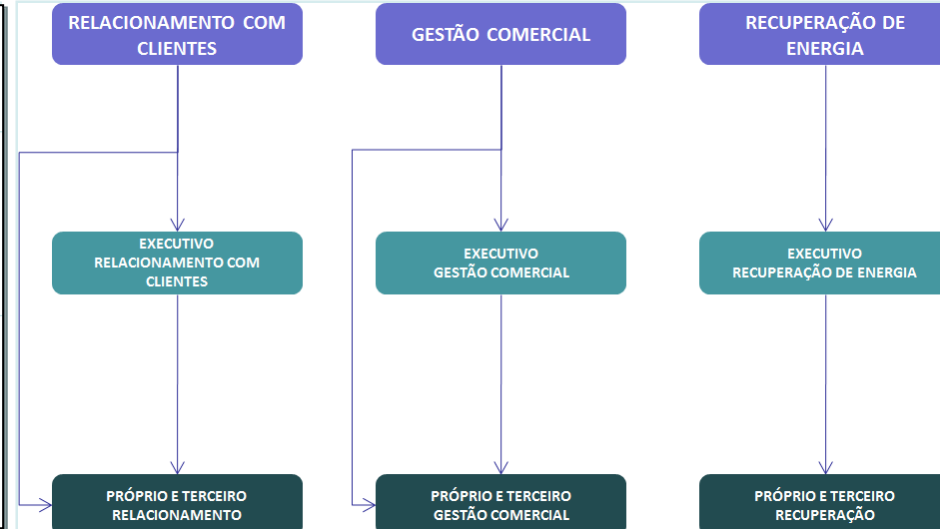 RELACIONAMENTO COM
CLIENTES
GESTÃO COMERCIAL
RECUPERAÇÃO DE
ENERGIA
EXECUTIVO
RELACIONAMENTO COM
CLIENTES
EXECUTIVO
GESTÃO COMERCIAL
EXECUTIVO
RECUPERAÇÃO DE ENERGIA
PRÓPRIO E TERCEIRO
RELACIONAMENTO
PRÓPRIO E TERCEIRO
GESTÃO COMERCIAL
PRÓPRIO E TERCEIRO
RECUPERAÇÃO